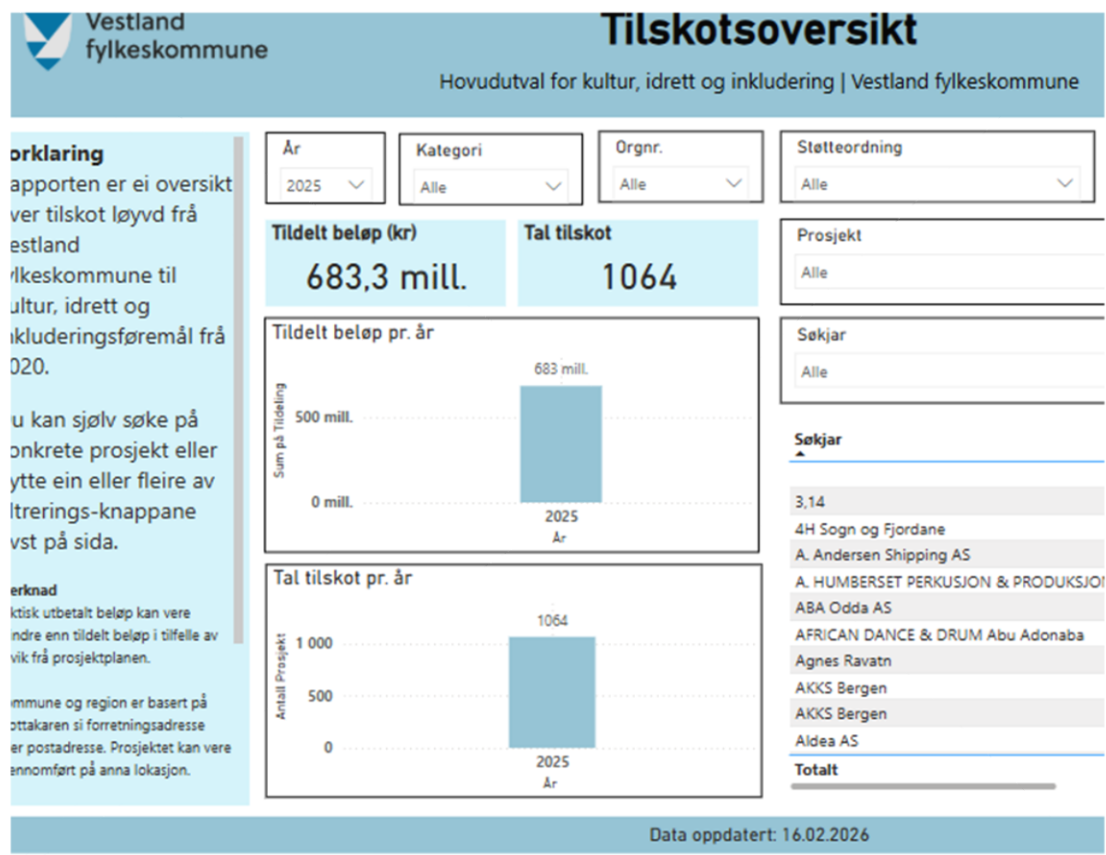 Vestland
fylkeskommune
Tilskotsoversikt
Hovudutval for kultur, idrett og inkludering | Vestland fylkeskommune
orklaring
apporten er ei oversikt
ver tilskot løyvd frå
estland
ylkeskommune til
ultur, idrett og
nkluderingsføremål frå
020.
u kan sjølv søke på
onkrete prosjekt eller
ytte ein eller fleire av
ltrerings-knappane
vst på sida.
erknad
ktisk utbetalt beløp kan vere
indre enn tildelt beløp i tilfelle av
vik frå prosjektplanen.
ommune og region er basert på
ottakaren si forretningsadresse
er postadresse. Prosjektet kan vere
ennomført på anna lokasjon.
År
2025
Kategori
Alle
Orgnr.
Alle
Støtteordning
Alle
Tildelt beløp (kr)
683,3 mill.
Tal tilskot
1064
Prosjekt
Alle
Søkjar
Alle
Tildelt beløp pr. år
683 mill.
500 mill.
0 mill.
Sum på Tildeling
2025
År
Tal tilskot pr. år
1064
1 000
500
0
Antall Prosjekt
2025
År
Søkjar
3,14
4H Sogn og Fjordane
A. Andersen Shipping AS
A. HUMBERSET PERKUSJON & PRODUKSJO
ABA Odda AS
AFRICAN DANCE & DRUM Abu Adonaba
Agnes Ravatn
AKKS Bergen
AKKS Bergen
Aldea AS
Totalt
Data oppdatert: 16.02.2026